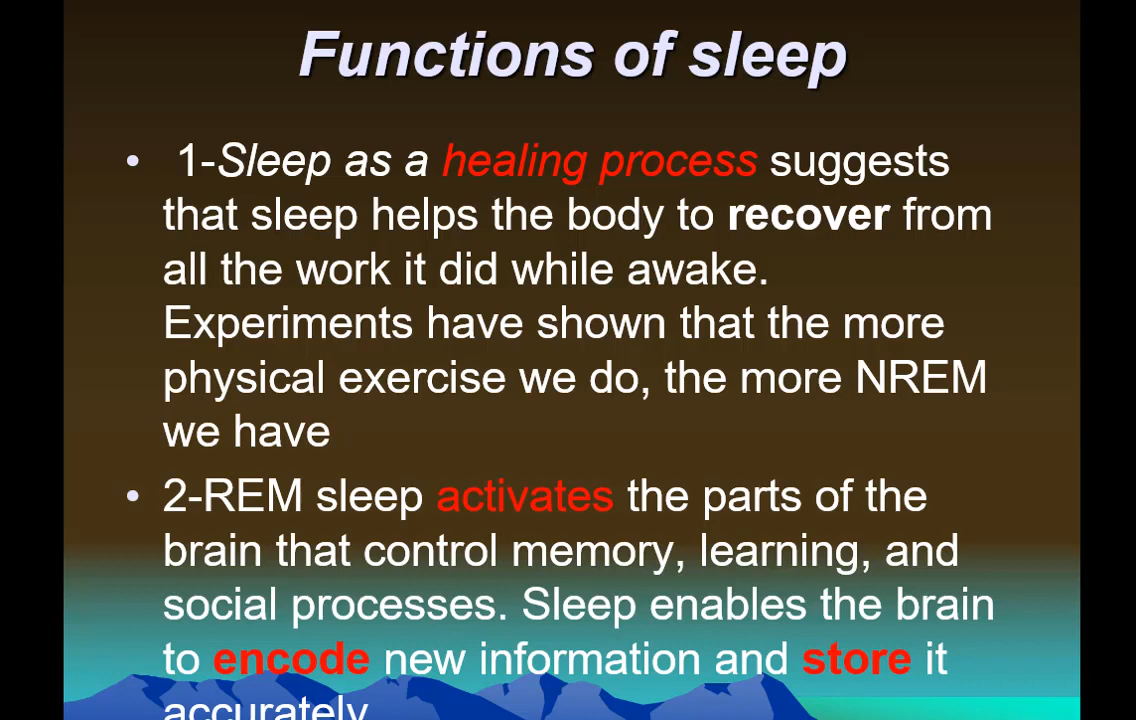 Functions of sleep
• 1-Sleep as a healing process suggests
that sleep helps the body to recover from
all the work it did while awake.
Experiments have shown that the more
physical exercise we do, the more NREM
we have
• 2-REM sleep activates the parts of the
brain that control memory, learning, and
social processes. Sleep enables the brain
to encode new information and store it
accurately